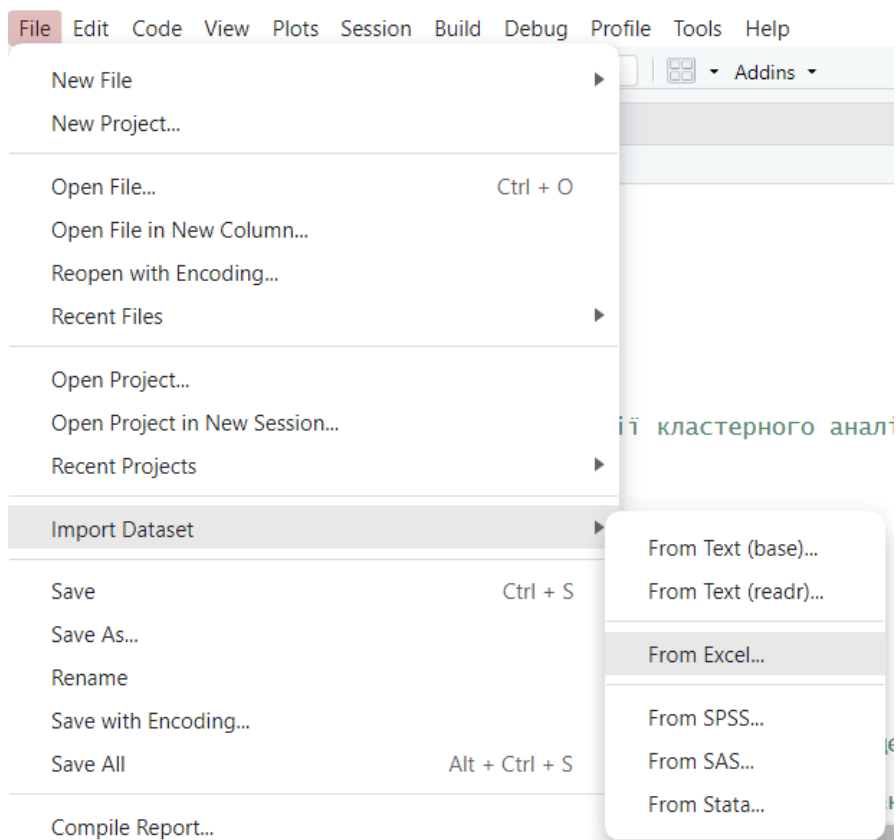 File Edit Code View Plots Session Build Debug Profile Tools Help
Addins
New File
New Project...
Open File... Ctrl + O
Open File in New Column...
Reopen with Encoding...
Recent Files
Open Project...
Open Project in New Session...
кластерного
Recent Projects
Import Dataset
From Text (base)...
From Text (readr)...
From Excel...
From SPSS...
From SAS...
From Stata...
Save Ctrl + S
Save As...
Rename
Save with Encoding...
Save All Alt + Ctrl + S
Compile Report...